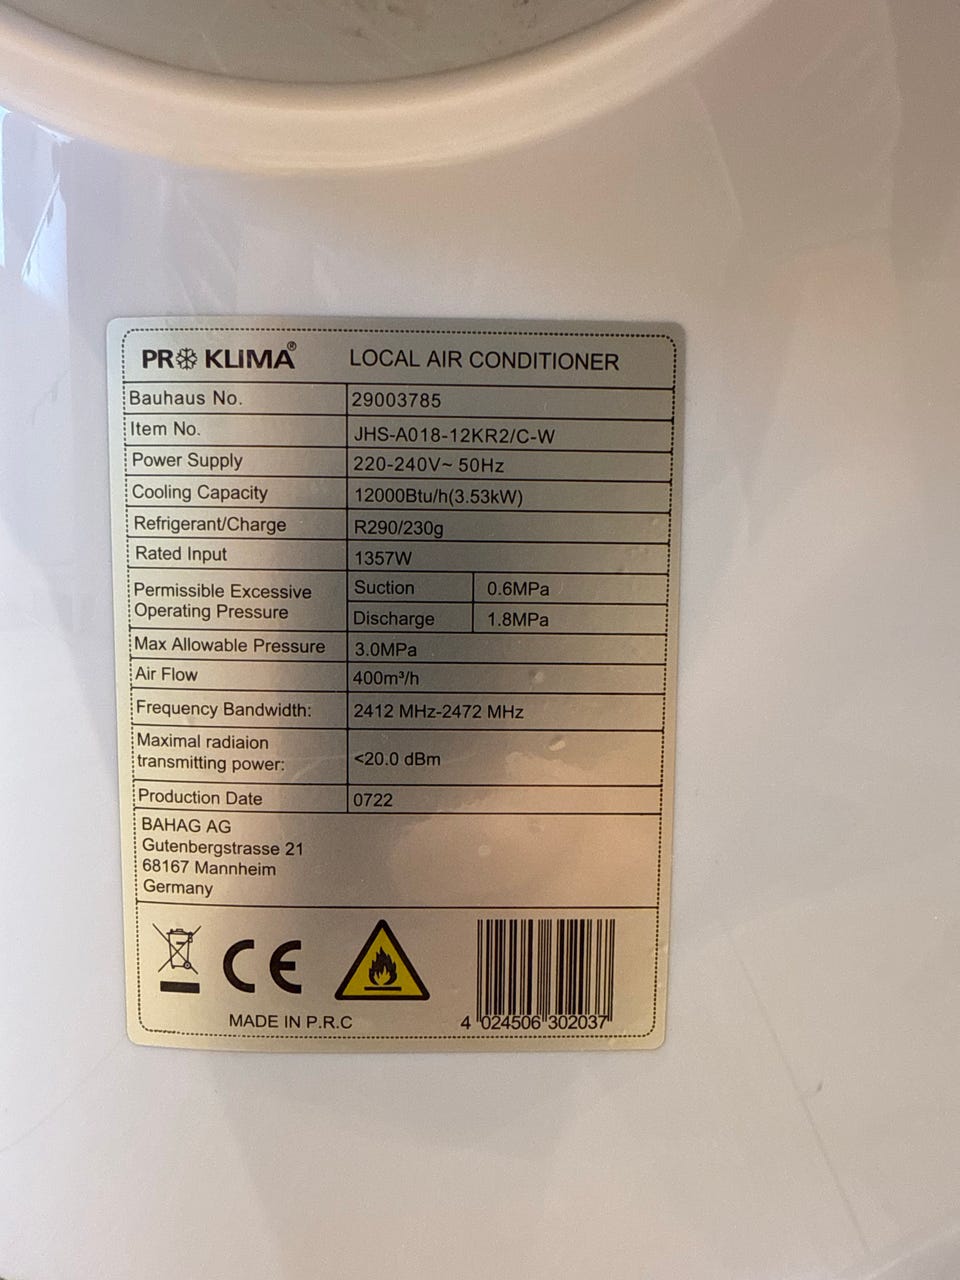 PRO KLIMA® LOCAL AIR CONDITIONER
Bauhaus No. 29003785
Item No. JHS-A018-12KR2/C-W
Power Supply 220-240V~ 50Hz
Cooling Capacity 12000Btu/h(3.53kW)
Refrigerant/Charge R290/230g
Rated Input 1357W
Permissible Excessive
Operating Pressure
Suction 0.6MPa
Discharge 1.8MPa
Max Allowable Pressure 3.0MPa
Air Flow 400m³/h
Frequency Bandwidth: 2412 MHz-2472 MHz
Maximal radiaion
transmitting power:
<20.0 dBm
Production Date 0722
BAHAG AG
Gutenbergstrasse 21
68167 Mannheim
Germany
CE
MADE IN P.R.C
4 024506 302037